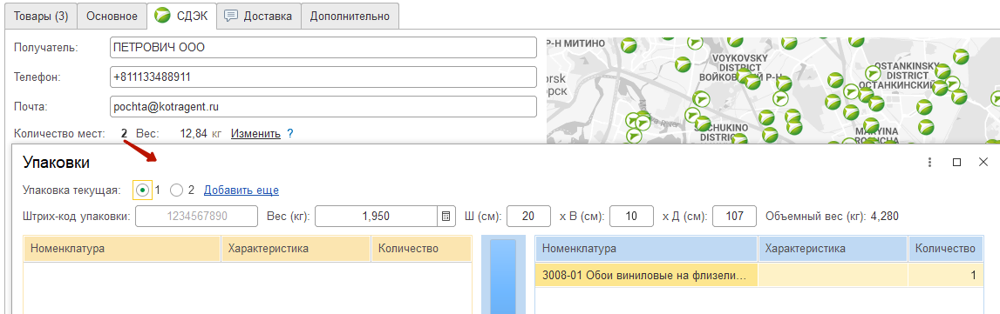 Товары (3) Основное СДЭК Доставка Дополнительно
Получатель: ПЕТРОВИЧ ООО
Телефон: +811133488911
Почта: pochta@kotragent.ru
Количество мест: 2 Вес: 12,84 кг Изменить ?
Р-Н МИТИНО
VOYKOVSKY
DISTRICT
ВОЙКОВСКИЙ Р-Н
OSTANKINSKY
DISTRICT
ОСТАНКИНСКИЙ
orsk
орск
DISTRICT
MARVINA
Упаковки
Упаковка текущая: 1 2 Добавить еще
Штрих-код упаковки: 1234567890 Вес (кг): 1,950 Ш (см): 20 х В (см): 10 х Д (см): 107 Объемный вес (кг): 4,280
Номенклатура Характеристика Количество Номенклатура Характеристика Количество
3008-01 Обои виниловые на флизели... 1